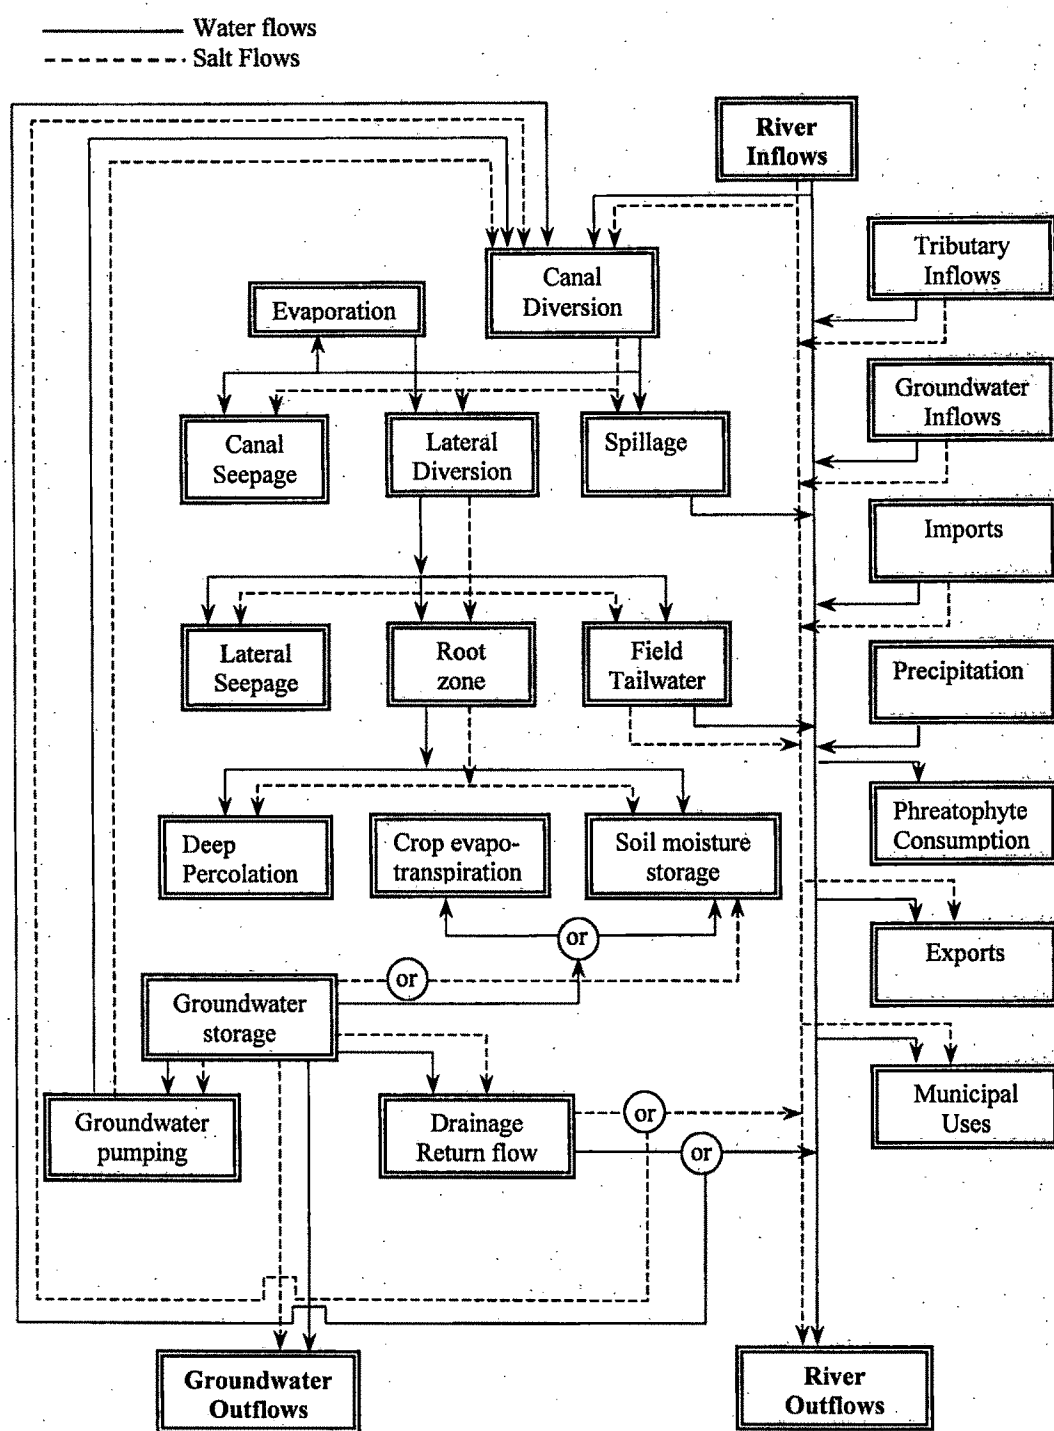 Water flows
Salt Flows
River
Inflows
Tributary
Inflows
Canal
Diversion
Evaporation
Groundwater
Inflows
Canal
Seepage
Lateral
Diversion
Spillage
Imports
Lateral
Seepage
Root
zone
Field
Tailwater
Precipitation
Phreatophyte
Consumption
Deep
Percolation
Crop evapo-
transpiration
Soil moisture
storage
or
Exports
or
Groundwater
storage
Groundwater
pumping
Drainage
Return flow
or
or
Municipal
Uses
Groundwater
Outflows
River
Outflows